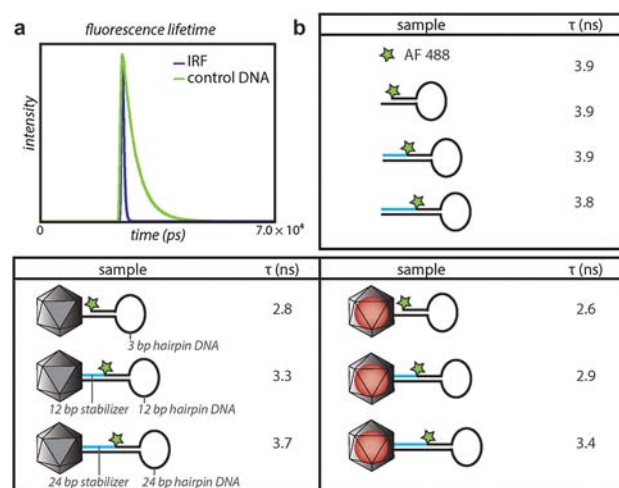 a
fluorescence lifetime
intensity
IRF
control DNA
0
7.0 × 10⁴
time (ps)
b
sample τ (ns)
AF 488 3.9
3.9
3.9
3.8
sample τ (ns)
2.8
3 bp hairpin DNA
3.3
12 bp stabilizer 12 bp hairpin DNA
3.7
24 bp stabilizer 24 bp hairpin DNA
sample τ (ns)
2.6
2.9
3.4